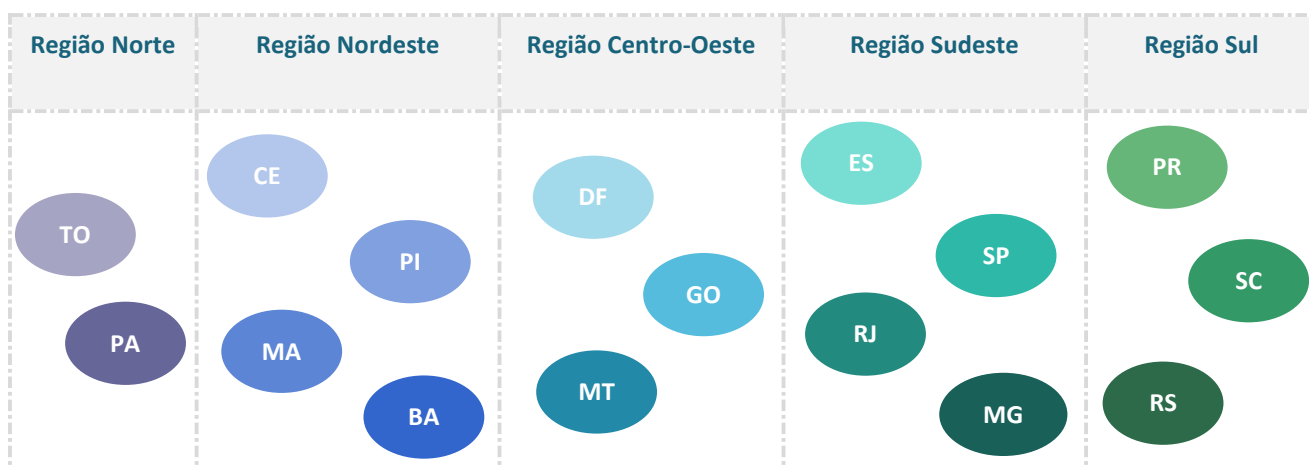 Região Norte
Região Nordeste
Região Centro-Oeste
Região Sudeste
Região Sul
TO
PA
CE
PI
MA
BA
DF
GO
MT
ES
SP
RJ
MG
PR
SC
RS